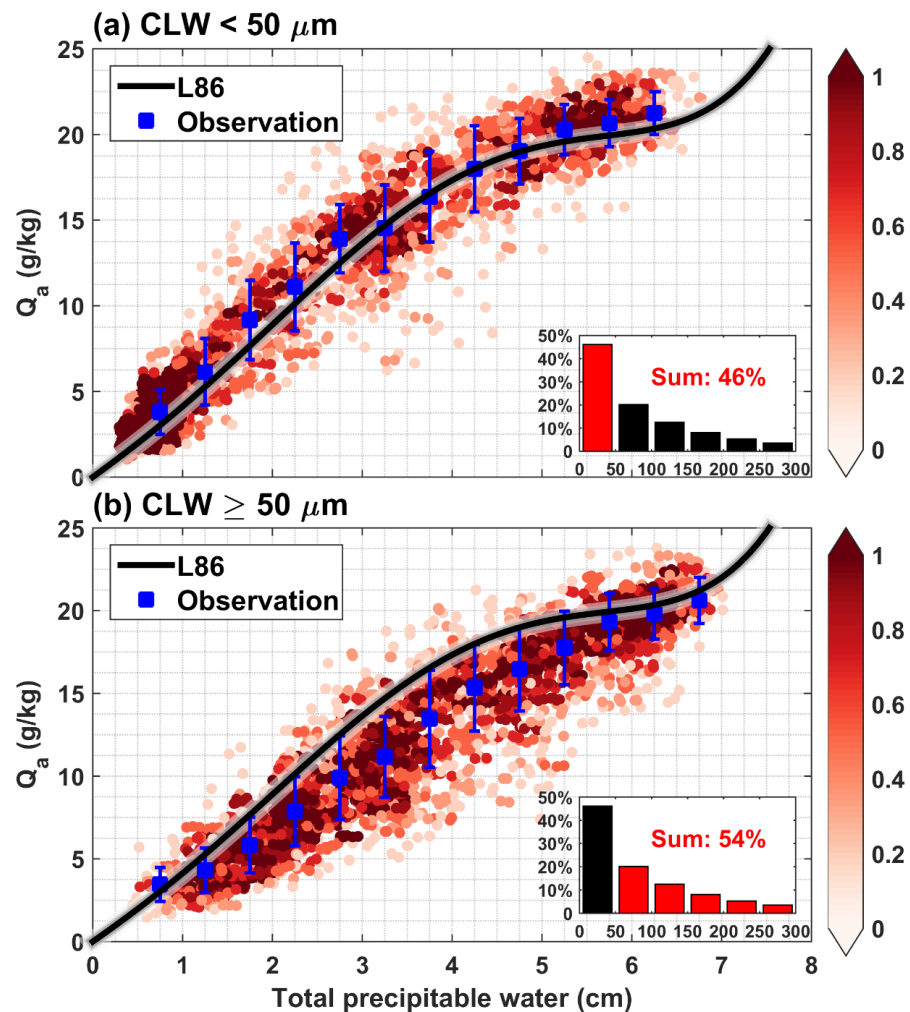 (a) CLW < 50 μm
25
20
15
10
5
0
Q_a (g/kg)
L86
Observation
50%
40%
30%
20%
10%
0
Sum: 46%
0 50 100 150 200 250 300
1
0.8
0.6
0.4
0.2
0
(b) CLW ≥ 50 μm
25
20
15
10
5
0
Q_a (g/kg)
L86
Observation
50%
40%
30%
20%
10%
0
Sum: 54%
0 50 100 150 200 250 300
1
0.8
0.6
0.4
0.2
0
0 1 2 3 4 5 6 7 8
Total precipitable water (cm)